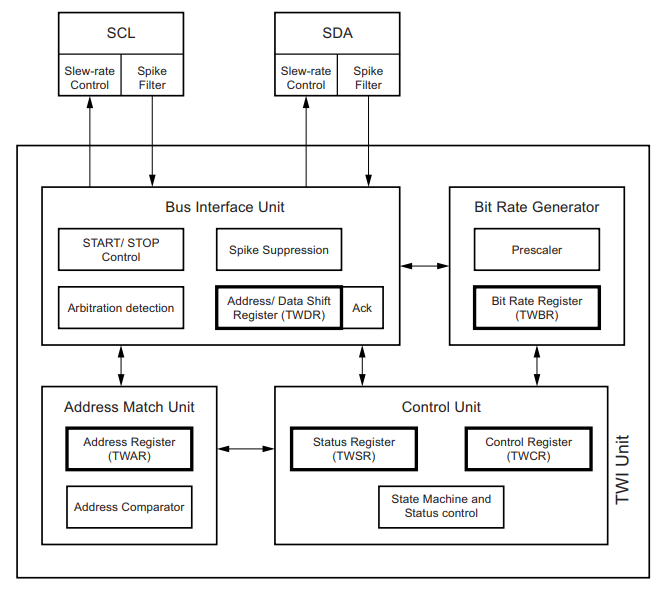 SCL
SDA
Slew-rate
Control
Spike
Filter
Slew-rate
Control
Spike
Filter
Bus Interface Unit
Bit Rate Generator
START/ STOP
Control
Spike Suppression
Prescaler
Arbitration detection
Address/ Data Shift
Register (TWDR)
Ack
Bit Rate Register
(TWBR)
Address Match Unit
Control Unit
Address Register
(TWAR)
Status Register
(TWSR)
Control Register
(TWCR)
Address Comparator
State Machine and
Status control
TWI Unit